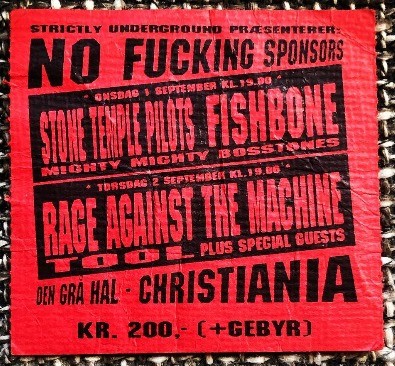 STRICTLY UNDERGROUND PRÆSENTERER:
NO FUCKING SPONSORS
* ONSDAG 1 SEPTEMBER KL.19.00 *
STONE TEMPLE PILOTS FISHBONE
MIGHTY MIGHTY BOSSTONES
* TORSDAG 2 SEPTEMBER KL.19.00 *
RAGE AGAINST THE MACHINE
TOOL PLUS SPECIAL GUESTS
DEN GRÅ HAL - CHRISTIANIA
KR. 200,- (+GEBYR)